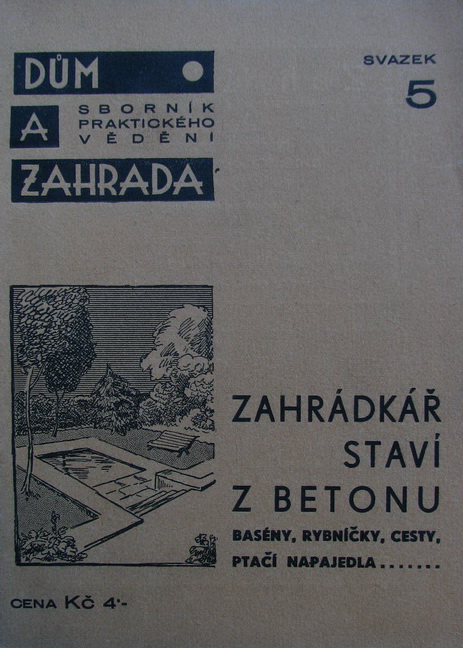 DŮM
A
SBORNÍK
PRAKTICKÉHO
VĚDĚNÍ
ZAHRADA
SVAZEK
5
ZAHRÁDKÁŘ
STAVÍ
Z BETONU
BASÉNY, RYBNÍČKY, CESTY,
PTAČÍ NAPAJEDLA.......
CENA Kč 4·-